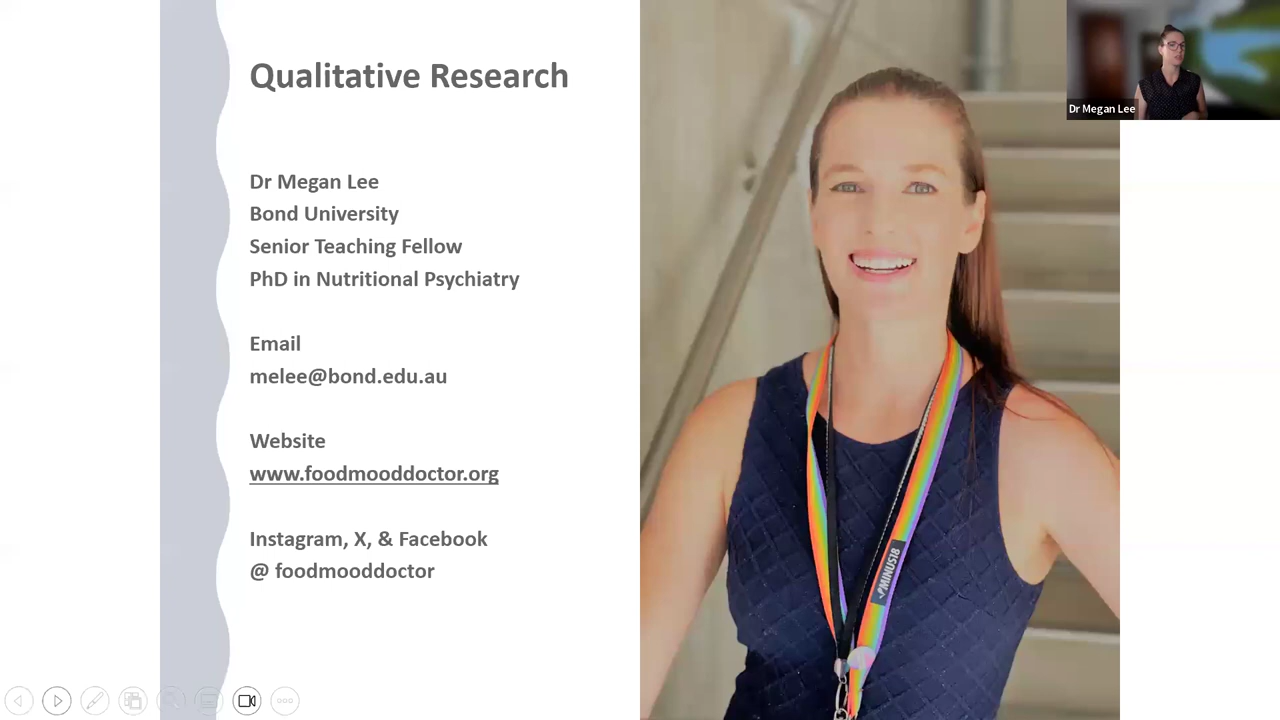 Qualitative Research
Dr Megan Lee
Bond University
Senior Teaching Fellow
PhD in Nutritional Psychiatry
Email
melee@bond.edu.au
Website
www.foodmooddoctor.org
Instagram, X, & Facebook
@ foodmooddoctor
Dr Megan Lee
MINUS18